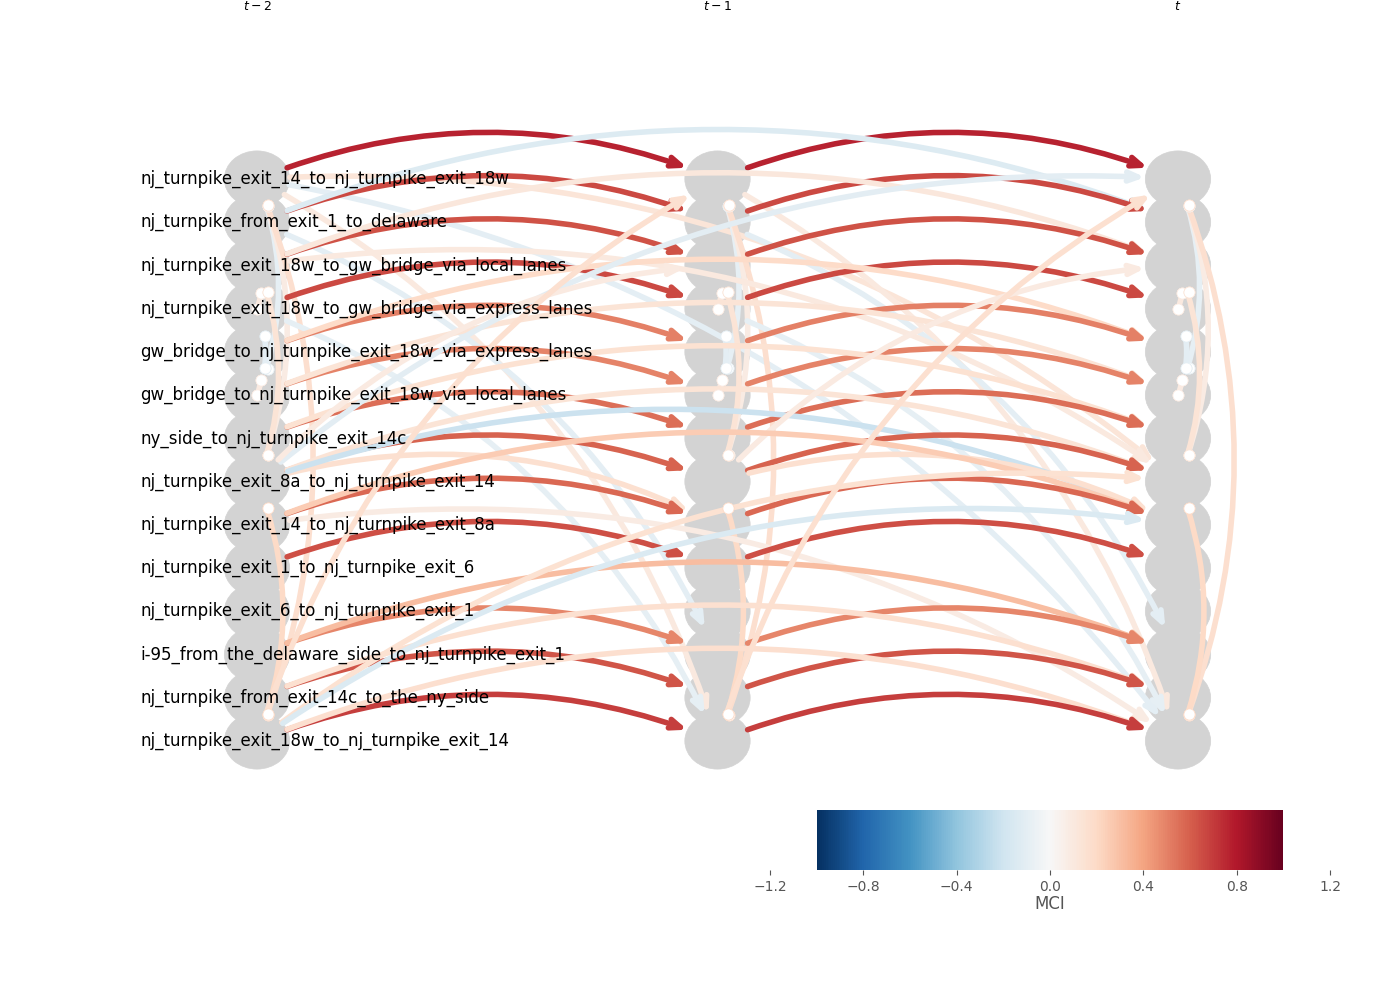 t − 2 t − 1 t
nj_turnpike_exit_14_to_nj_turnpike_exit_18w
nj_turnpike_from_exit_1_to_delaware
nj_turnpike_exit_18w_to_gw_bridge_via_local_lanes
nj_turnpike_exit_18w_to_gw_bridge_via_express_lanes
gw_bridge_to_nj_turnpike_exit_18w_via_express_lanes
gw_bridge_to_nj_turnpike_exit_18w_via_local_lanes
ny_side_to_nj_turnpike_exit_14c
nj_turnpike_exit_8a_to_nj_turnpike_exit_14
nj_turnpike_exit_14_to_nj_turnpike_exit_8a
nj_turnpike_exit_1_to_nj_turnpike_exit_6
nj_turnpike_exit_6_to_nj_turnpike_exit_1
i-95_from_the_delaware_side_to_nj_turnpike_exit_1
nj_turnpike_from_exit_14c_to_the_ny_side
nj_turnpike_exit_18w_to_nj_turnpike_exit_14
−1.2 −0.8 −0.4 0.0 0.4 0.8 1.2
MCI